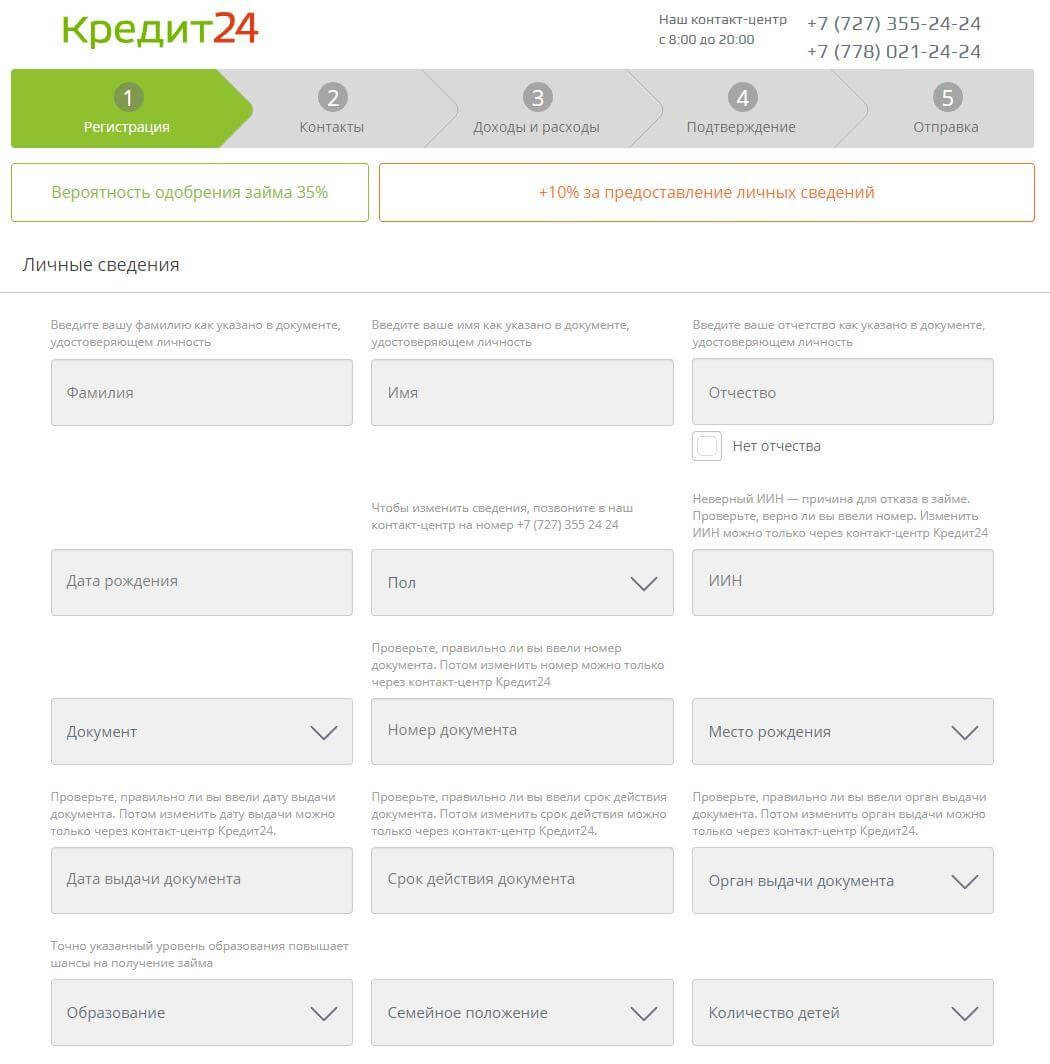 Кредит24
Наш контакт-центр
с 8:00 до 20:00
+7 (727) 355-24-24
+7 (778) 021-24-24
1
Регистрация
2
Контакты
3
Доходы и расходы
4
Подтверждение
5
Отправка
Вероятность одобрения займа 35%
+10% за предоставление личных сведений
Личные сведения
Введите вашу фамилию как указано в документе,
удостоверяющем личность
Фамилия
Введите ваше имя как указано в документе,
удостоверяющем личность
Имя
Введите ваше отчетство как указано в документе,
удостоверяющем личность
Отчество
Нет отчества
Дата рождения
Чтобы изменить сведения, позвоните в наш
контакт-центр на номер +7 (727) 355 24 24
Пол
Неверный ИИН — причина для отказа в займе.
Проверьте, верно ли вы ввели номер. Изменить
ИИН можно только через контакт-центр Кредит24
ИИН
Документ
Проверьте, правильно ли вы ввели номер
документа. Потом изменить номер можно только
через контакт-центр Кредит24
Номер документа
Место рождения
Проверьте, правильно ли вы ввели дату выдачи
документа. Потом изменить дату выдачи можно
только через контакт-центр Кредит24.
Дата выдачи документа
Проверьте, правильно ли вы ввели срок действия
документа. Потом изменить срок действия можно
только через контакт-центр Кредит24.
Срок действия документа
Проверьте, правильно ли вы ввели орган выдачи
документа. Потом изменить орган выдачи можно
только через контакт-центр Кредит24.
Орган выдачи документа
Точно указанный уровень образования повышает
шансы на получение займа
Образование
Семейное положение
Количество детей